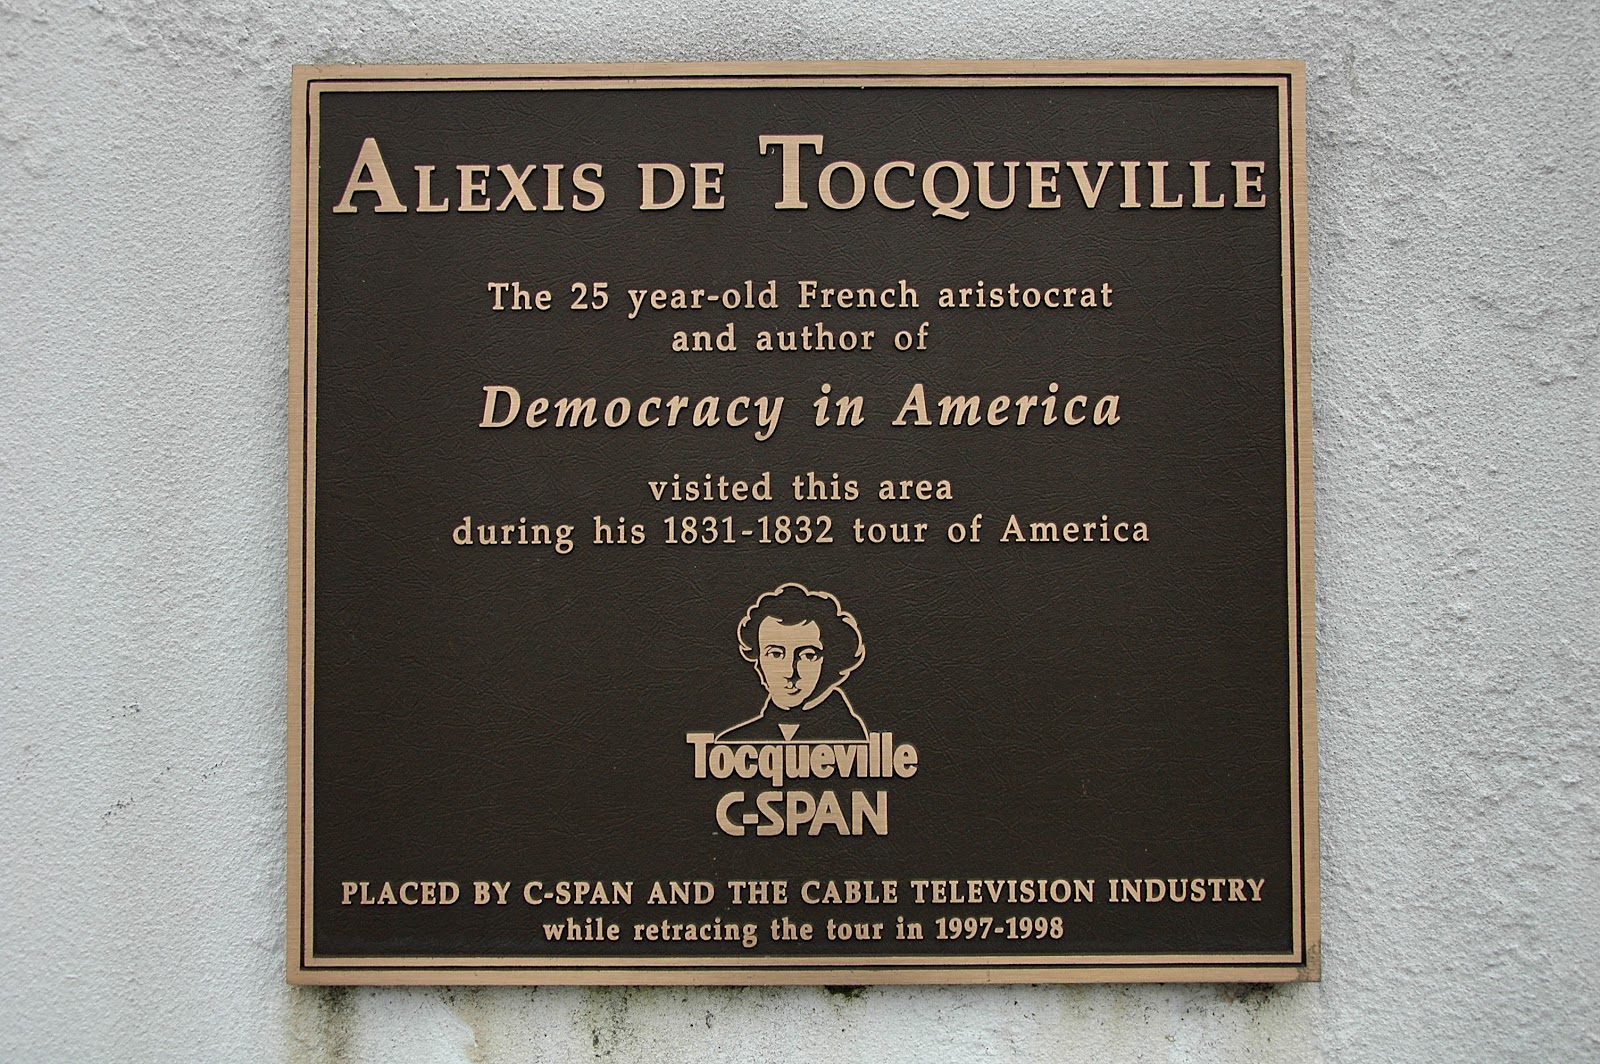 ALEXIS DE TOCQUEVILLE
The 25 year-old French aristocrat
and author of
Democracy in America
visited this area
during his 1831-1832 tour of America
Tocqueville
C-SPAN
PLACED BY C-SPAN AND THE CABLE TELEVISION INDUSTRY
while retracing the tour in 1997-1998